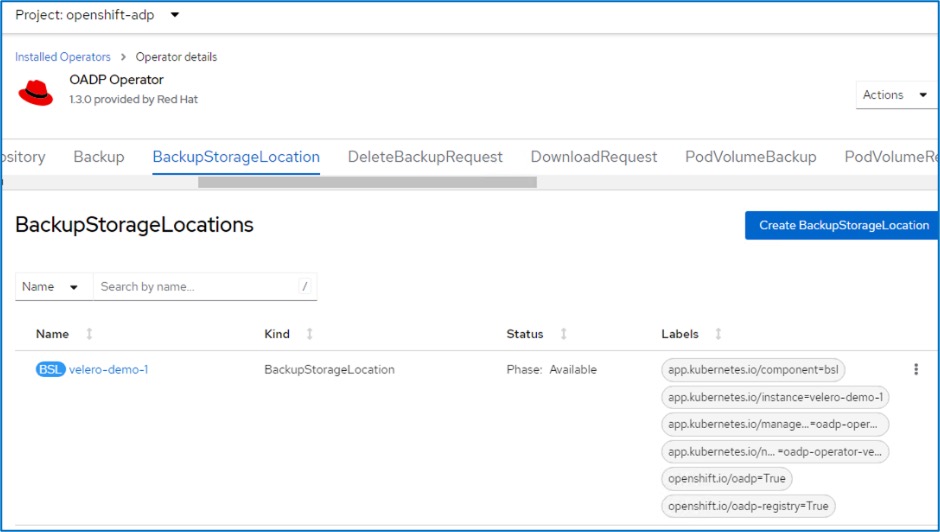 Project: openshift-adp
Installed Operators > Operator details
OADP Operator
1.3.0 provided by Red Hat
Actions
ository Backup BackupStorageLocation DeleteBackupRequest DownloadRequest PodVolumeBackup PodVolumeRe
BackupStorageLocations
Create BackupStorageLocation
Name Search by name... /
Name Kind Status Labels
BSL velero-demo-1 BackupStorageLocation Phase: Available app.kubernetes.io/component=bsl
app.kubernetes.io/instance=velero-demo-1
app.kubernetes.io/manage...=oadp-oper...
app.kubernetes.io/n... =oadp-operator-ve...
openshift.io/oadp=True
openshift.io/oadp-registry=True